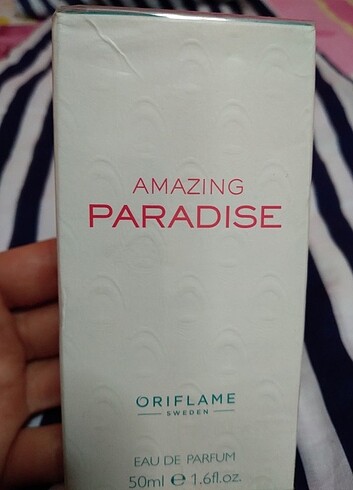 AMAZING
PARADISE
ORIFLAME
SWEDEN
EAU DE PARFUM
50ml e 1.6fl.oz.